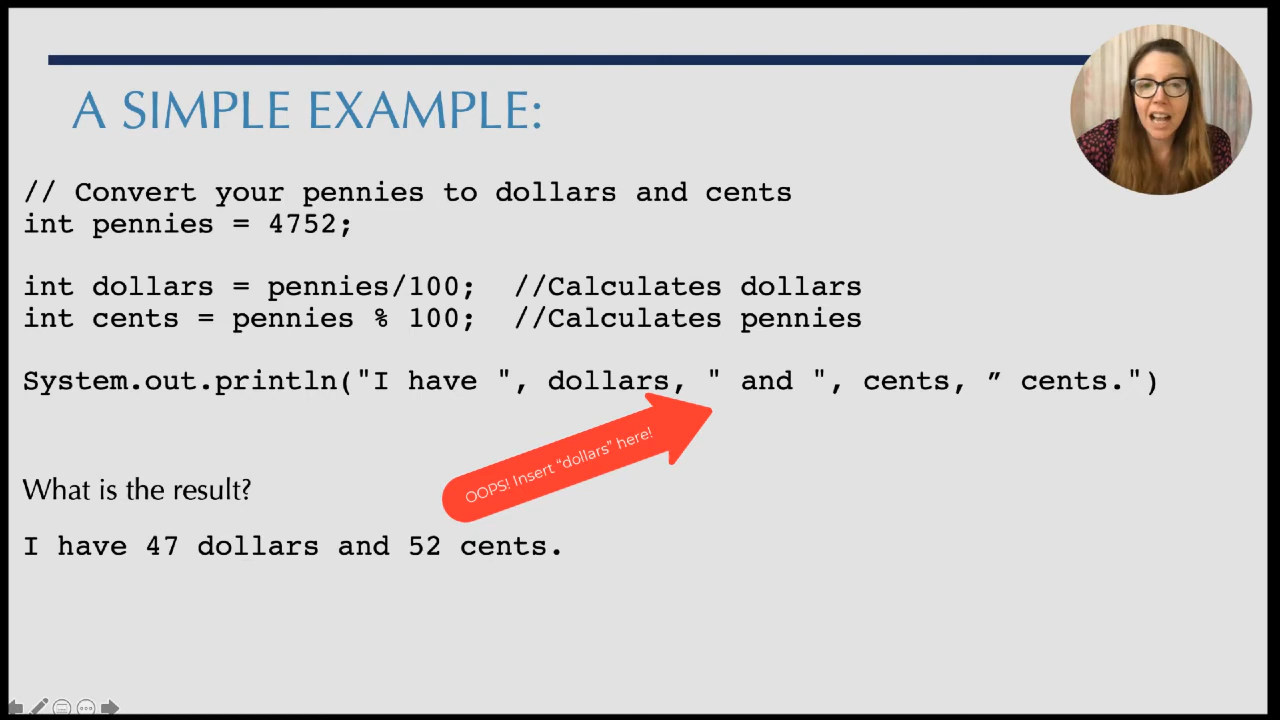 A SIMPLE EXAMPLE:
// Convert your pennies to dollars and cents
int pennies = 4752;
int dollars = pennies/100;  //Calculates dollars
int cents = pennies % 100;  //Calculates pennies
System.out.println("I have ", dollars, " and ", cents, ” cents.")
OOPS! Insert “dollars” here!
What is the result?
I have 47 dollars and 52 cents.